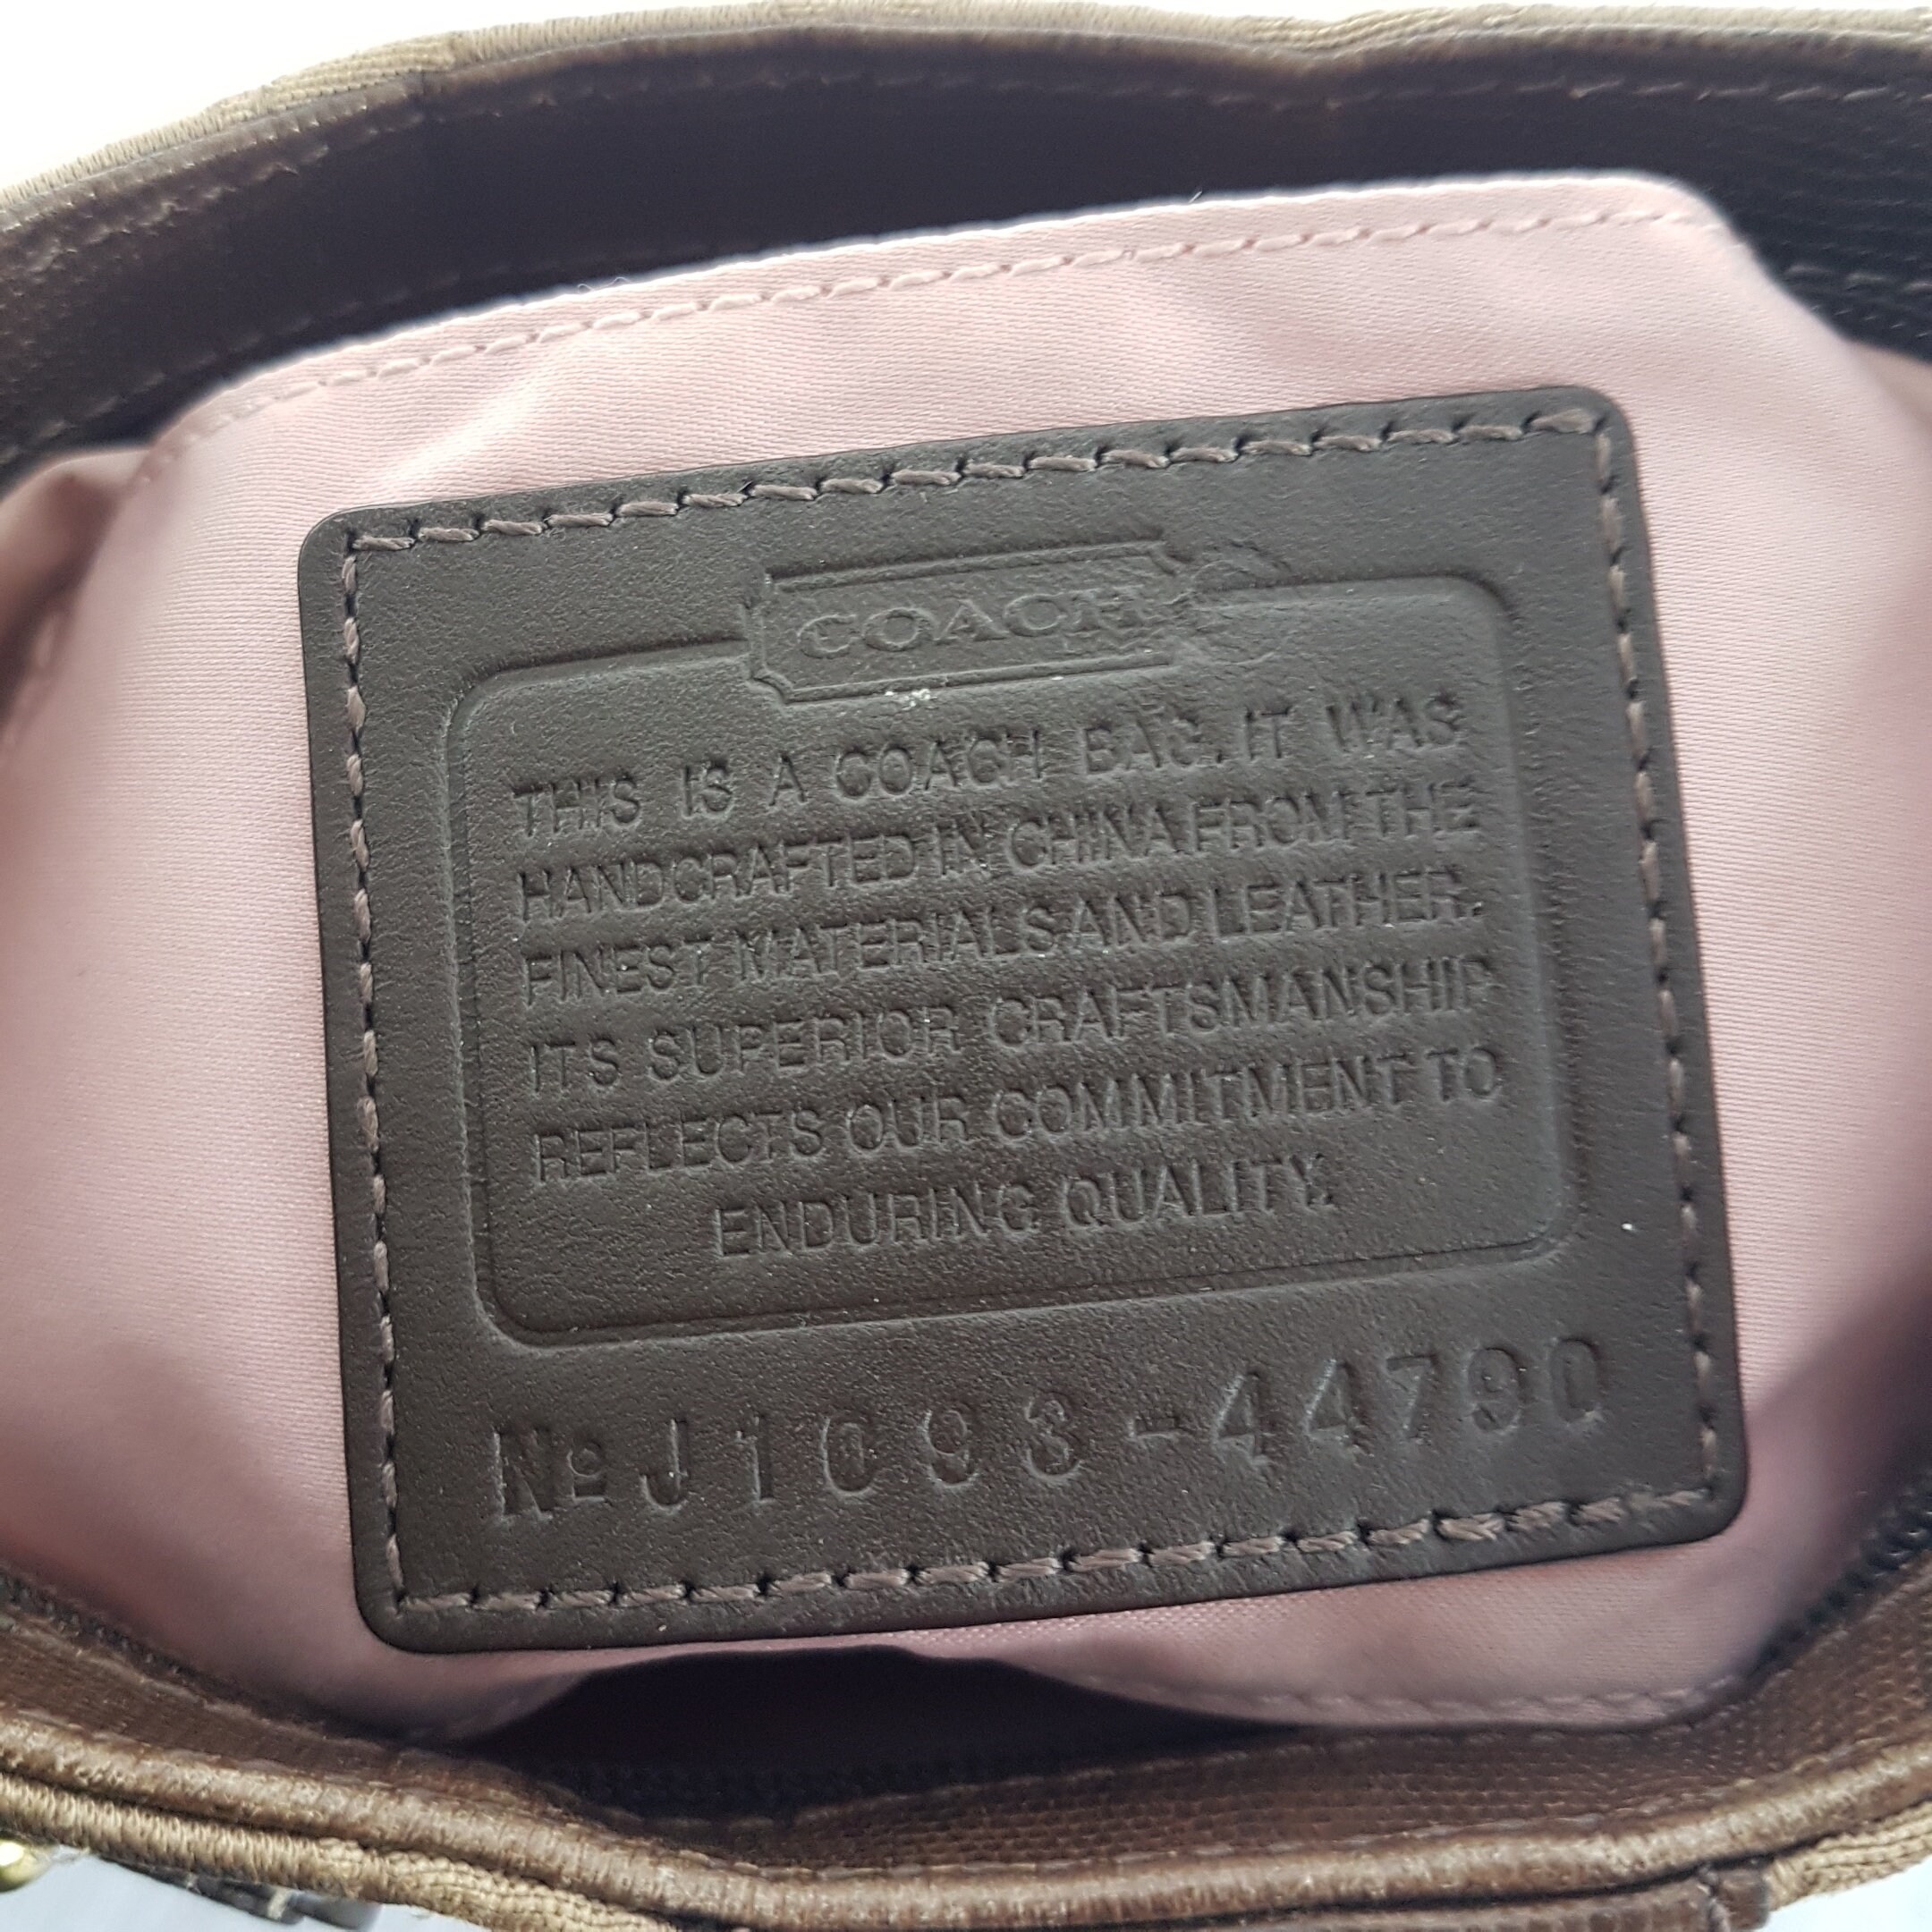 COACH
THIS IS A COACH BAG. IT WAS
HANDCRAFTED IN CHINA FROM THE
FINEST MATERIALS AND LEATHER.
ITS SUPERIOR CRAFTSMANSHIP
REFLECTS OUR COMMITMENT TO
ENDURING QUALITY.
Nº J1093-44790